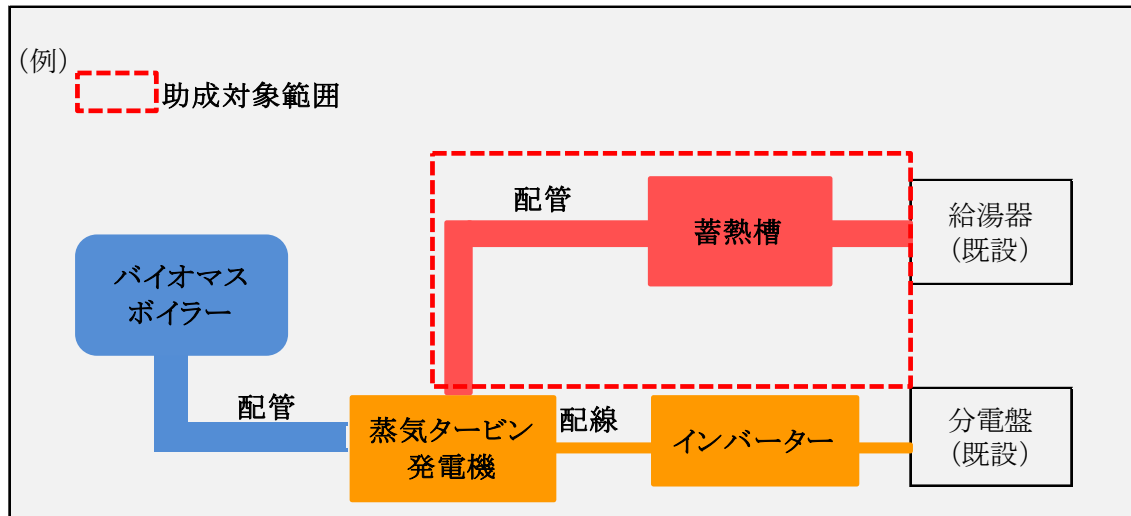 (例)
助成対象範囲
配管
蓄熱槽
給湯器
(既設)
バイオマス
ボイラー
配管
蒸気タービン
発電機
配線
インバーター
分電盤
(既設)